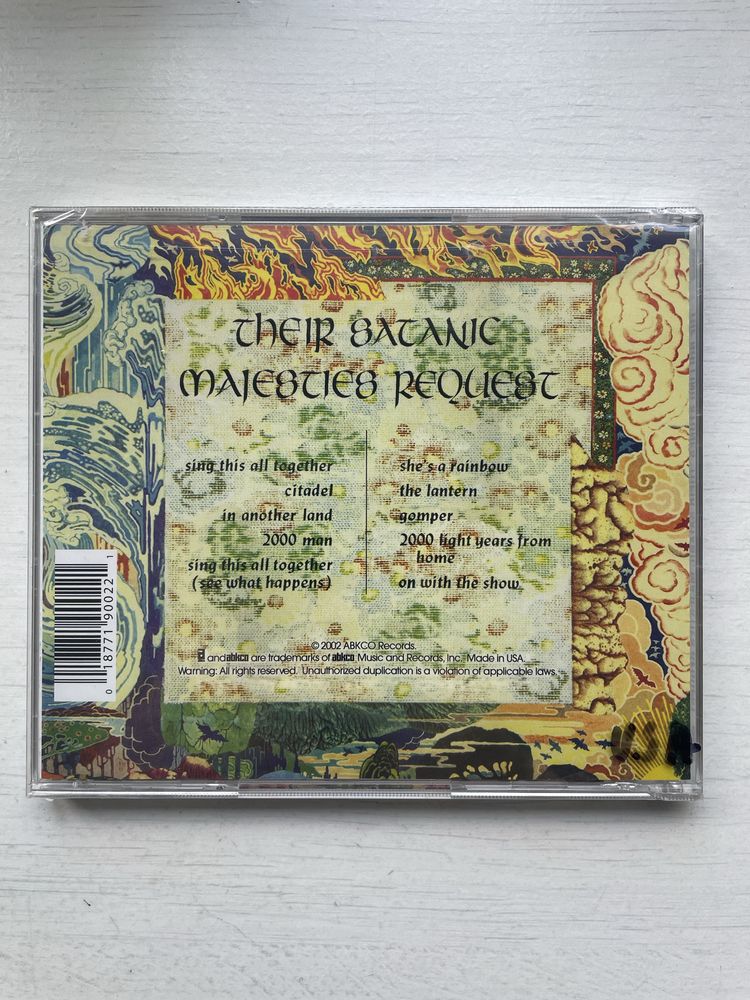 THEIR SATANIC
MAJESTIES REQUEST
sing this all together
citadel
in another land
2000 man
sing this all together
(see what happens)
she's a rainbow
the lantern
gomper
2000 light years from
home
on with the show
© 2002 ABKCO Records.
and abkco are trademarks of abkco Music and Records, Inc. Made in USA.
Warning: All rights reserved. Unauthorized duplication is a violation of applicable laws.
0 18771 90022 1